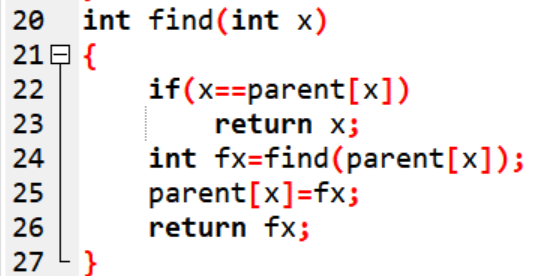 20 int find(int x)
21 {
22 if(x==parent[x])
23 return x;
24 int fx=find(parent[x]);
25 parent[x]=fx;
26 return fx;
27 }